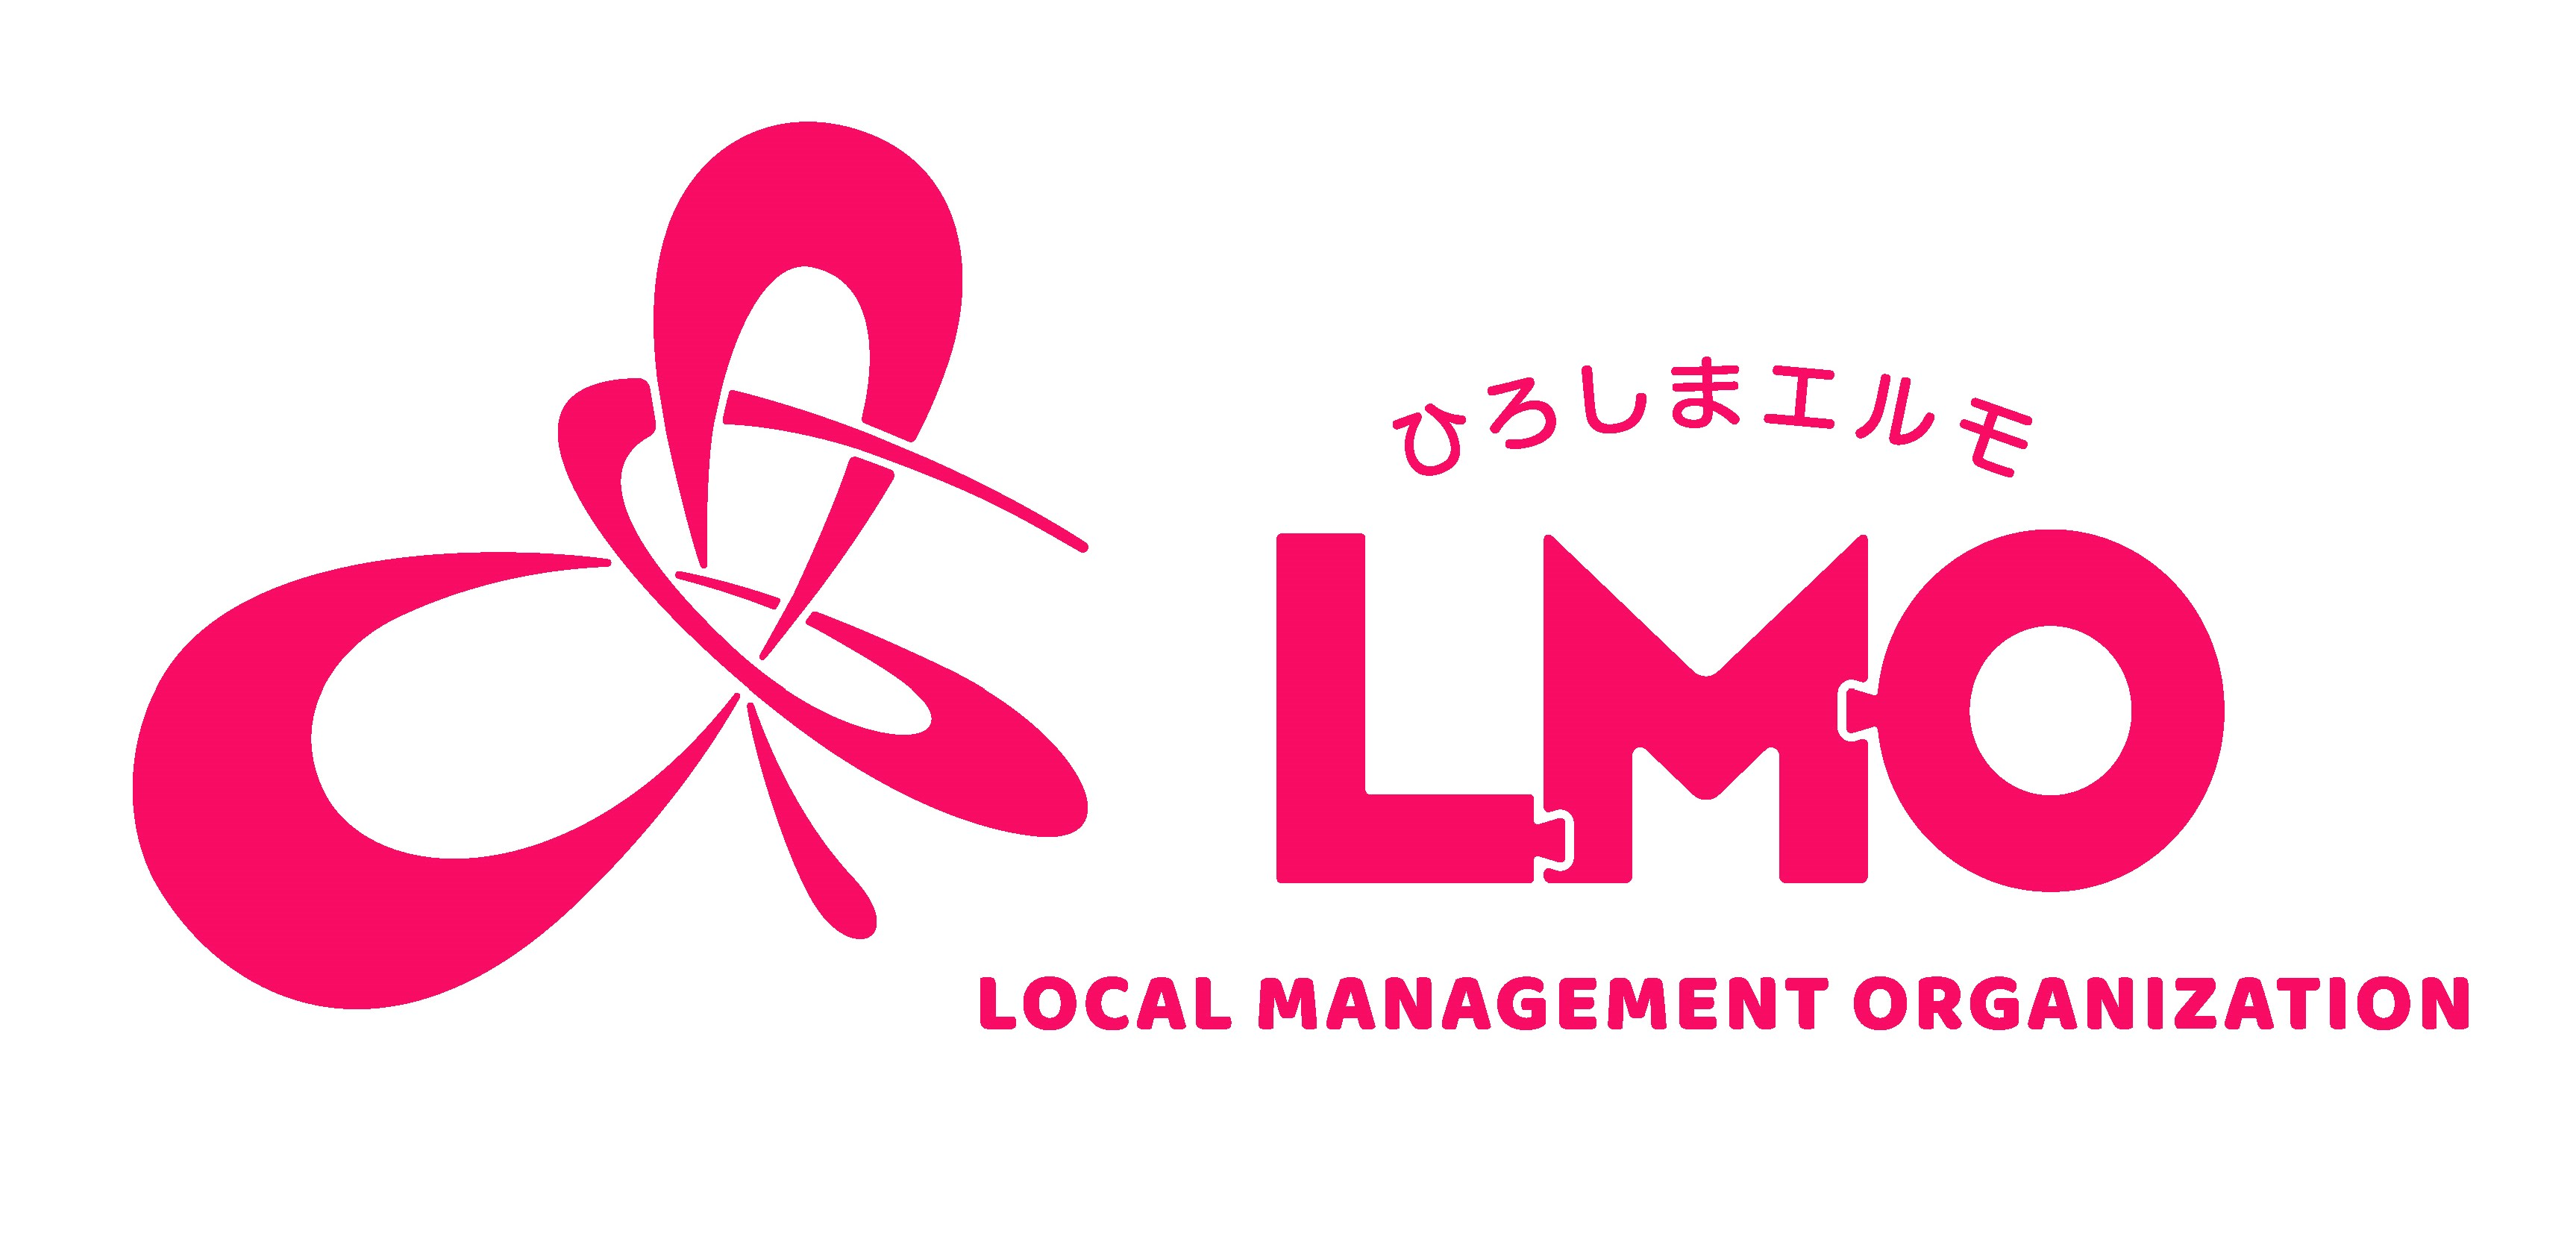 ひろしまエルモ
LMO
LOCAL MANAGEMENT ORGANIZATION